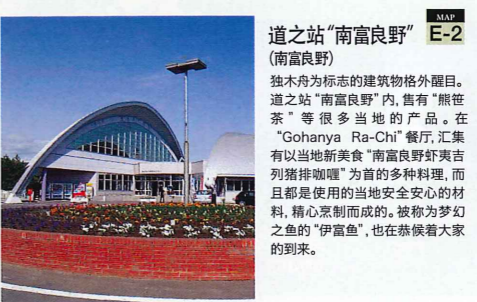 MAP
道之站“南富良野” E-2
(南富良野)
独木舟为标志的建筑物格外醒目。
道之站“南富良野”内, 售有“熊笹
茶”等很多当地的产品。在
“Gohanya Ra-Chi”餐厅, 汇集
有以当地新美食“南富良野虾夷吉
列猪排咖喱”为首的多种料理, 而
且都是使用的当地安全安心的材
料, 精心烹制而成的。被称为梦幻
之鱼的“伊富鱼”, 也在恭候着大家
的到来。